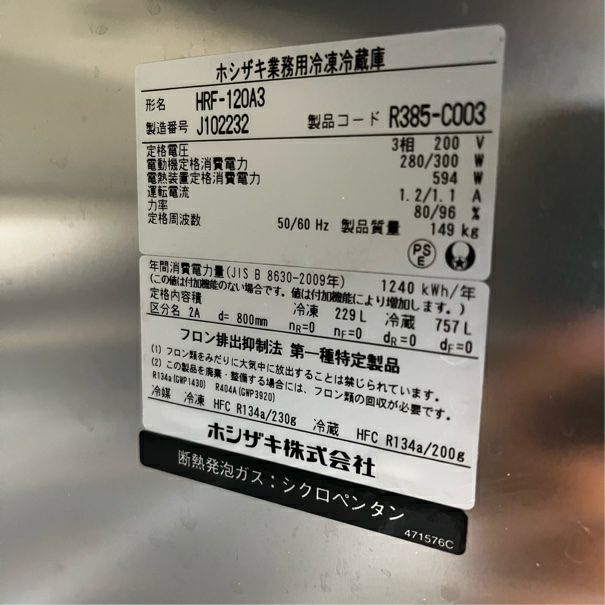 ホシザキ業務用冷凍冷蔵庫
形名 HRF-120A3
製造番号 J102232 製品コード R385-C003
定格電圧 3相 200 V
電動機定格消費電力 280/300 W
電熱装置定格消費電力 594 W
運転電流 1.2/1.1 A
力率 80/96 %
定格周波数 50/60 Hz 製品質量 149 kg
PSE
年間消費電力量(JIS B 8630-2009年) 1240 kWh/年
(この値は付加機能のない場合です。値は付加機能により増加します。)
定格内容積 冷凍 229 L 冷蔵 757 L
区分名 2A d= 800mm nR=0 nF=0 dR=0 dF=0
フロン排出抑制法 第一種特定製品
(1) フロン類をみだりに大気中に放出することは禁じられています。
(2) この製品を廃棄・整備する場合には、フロン類の回収が必要です。
R134a(GWP1430) R404A(GWP3920)
冷媒 冷凍 HFC R134a/230g 冷蔵 HFC R134a/200g
ホシザキ株式会社
断熱発泡ガス：シクロペンタン
471576C